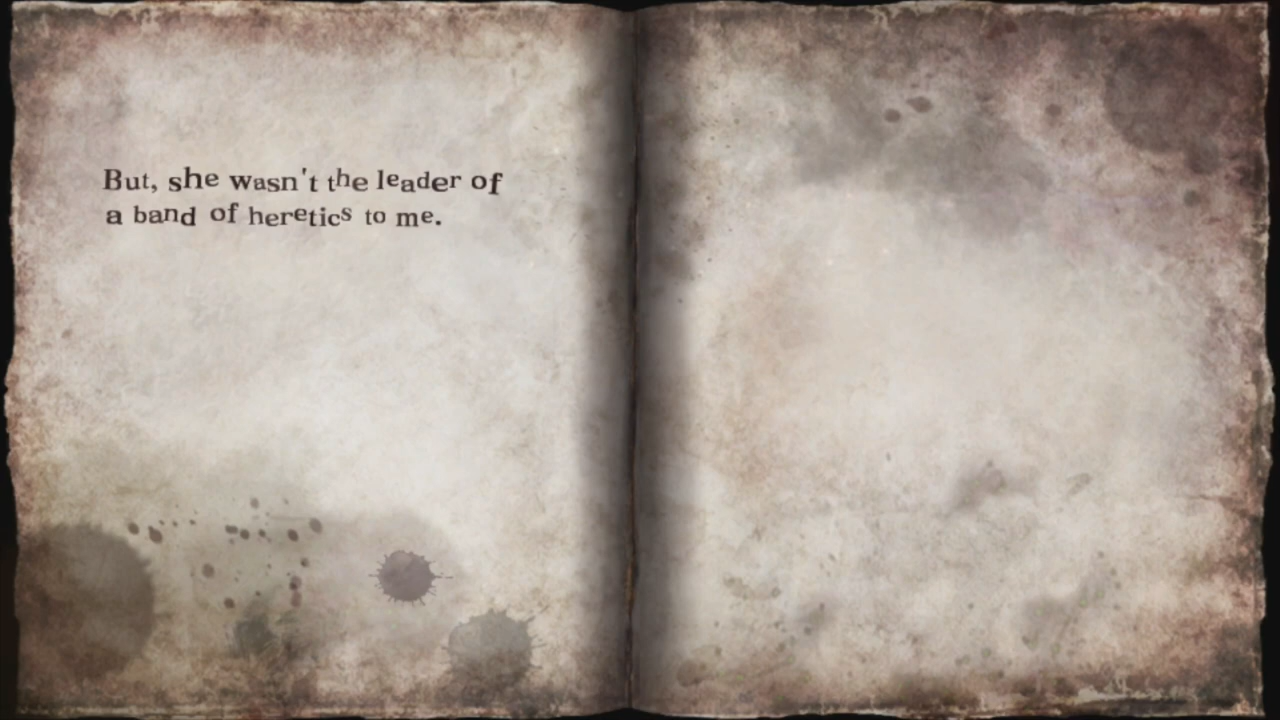 But, she wasn't the leader of
a band of heretics to me.